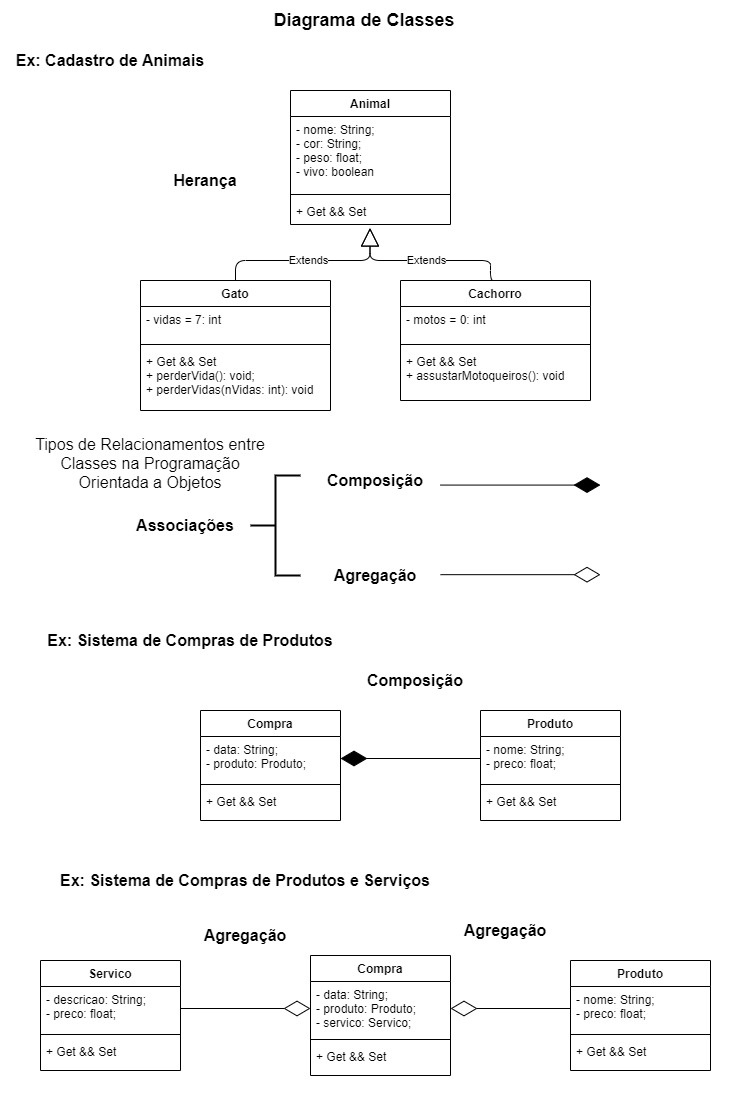 Diagrama de Classes
Ex: Cadastro de Animais
Animal
- nome: String;
- cor: String;
- peso: float;
- vivo: boolean
+ Get && Set
Herança
Extends
Extends
Gato
- vidas = 7: int
+ Get && Set
+ perderVida(): void;
+ perderVidas(nVidas: int): void
Cachorro
- motos = 0: int
+ Get && Set
+ assustarMotoqueiros(): void
Tipos de Relacionamentos entre
Classes na Programação
Orientada a Objetos
Associações
Composição
Agregação
Ex: Sistema de Compras de Produtos
Composição
Compra
- data: String;
- produto: Produto;
+ Get && Set
Produto
- nome: String;
- preco: float;
+ Get && Set
Ex: Sistema de Compras de Produtos e Serviços
Agregação
Agregação
Servico
- descricao: String;
- preco: float;
+ Get && Set
Compra
- data: String;
- produto: Produto;
- servico: Servico;
+ Get && Set
Produto
- nome: String;
- preco: float;
+ Get && Set